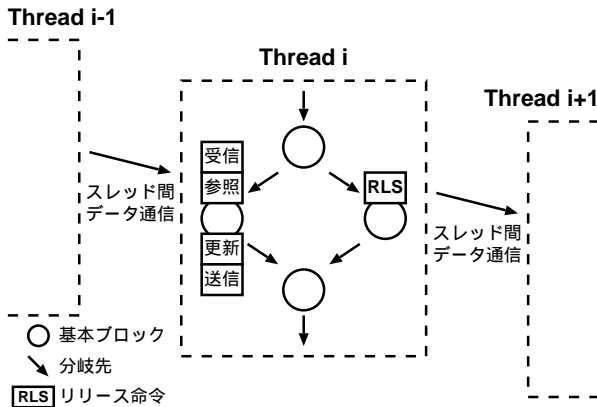 Thread i-1
Thread i
Thread i+1
受信
参照
RLS
更新
送信
スレッド間
データ通信
スレッド間
データ通信
基本ブロック
分岐先
RLS リリース命令